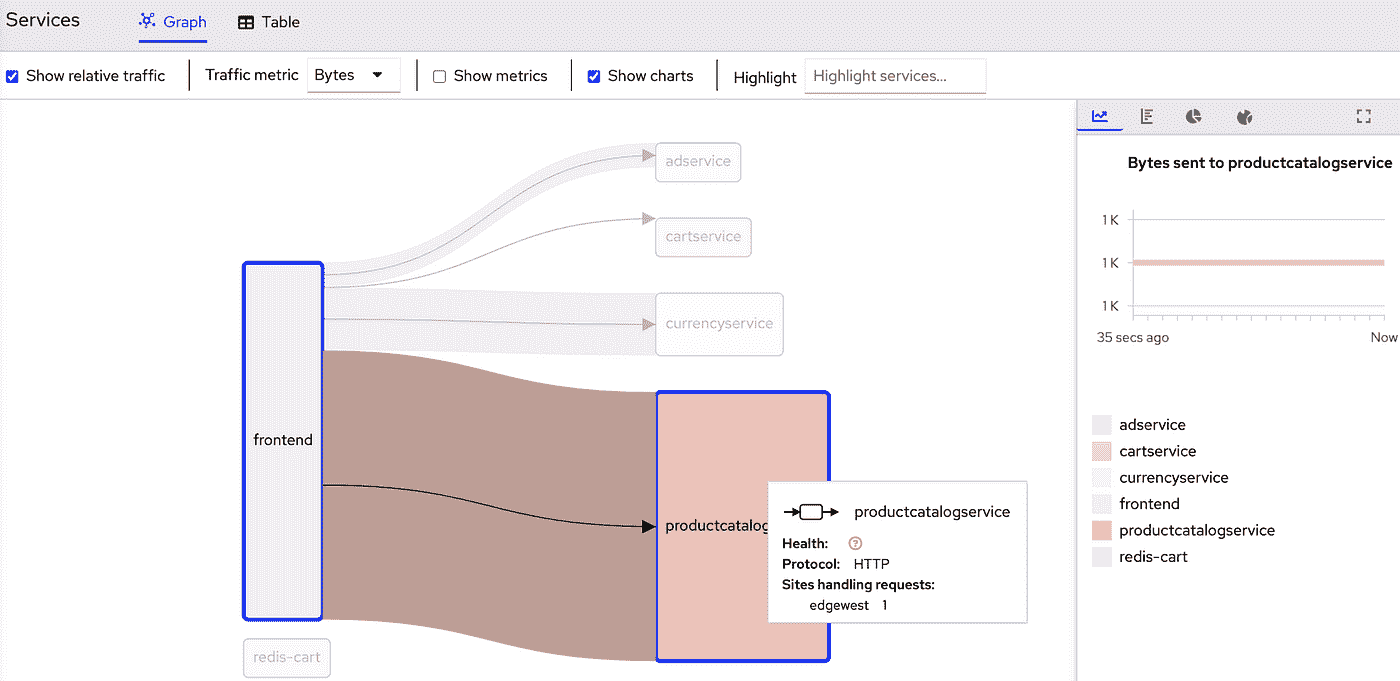 Services
Graph
Table
Show relative traffic
Traffic metric
Bytes
Show metrics
Show charts
Highlight
Highlight services...
adservice
cartservice
currencyservice
frontend
productcatalog
redis-cart
productcatalogservice
Health: ?
Protocol: HTTP
Sites handling requests:
edgewest 1
Bytes sent to productcatalogservice
1 K
1 K
1 K
35 secs ago
Now
adservice
cartservice
currencyservice
frontend
productcatalogservice
redis-cart